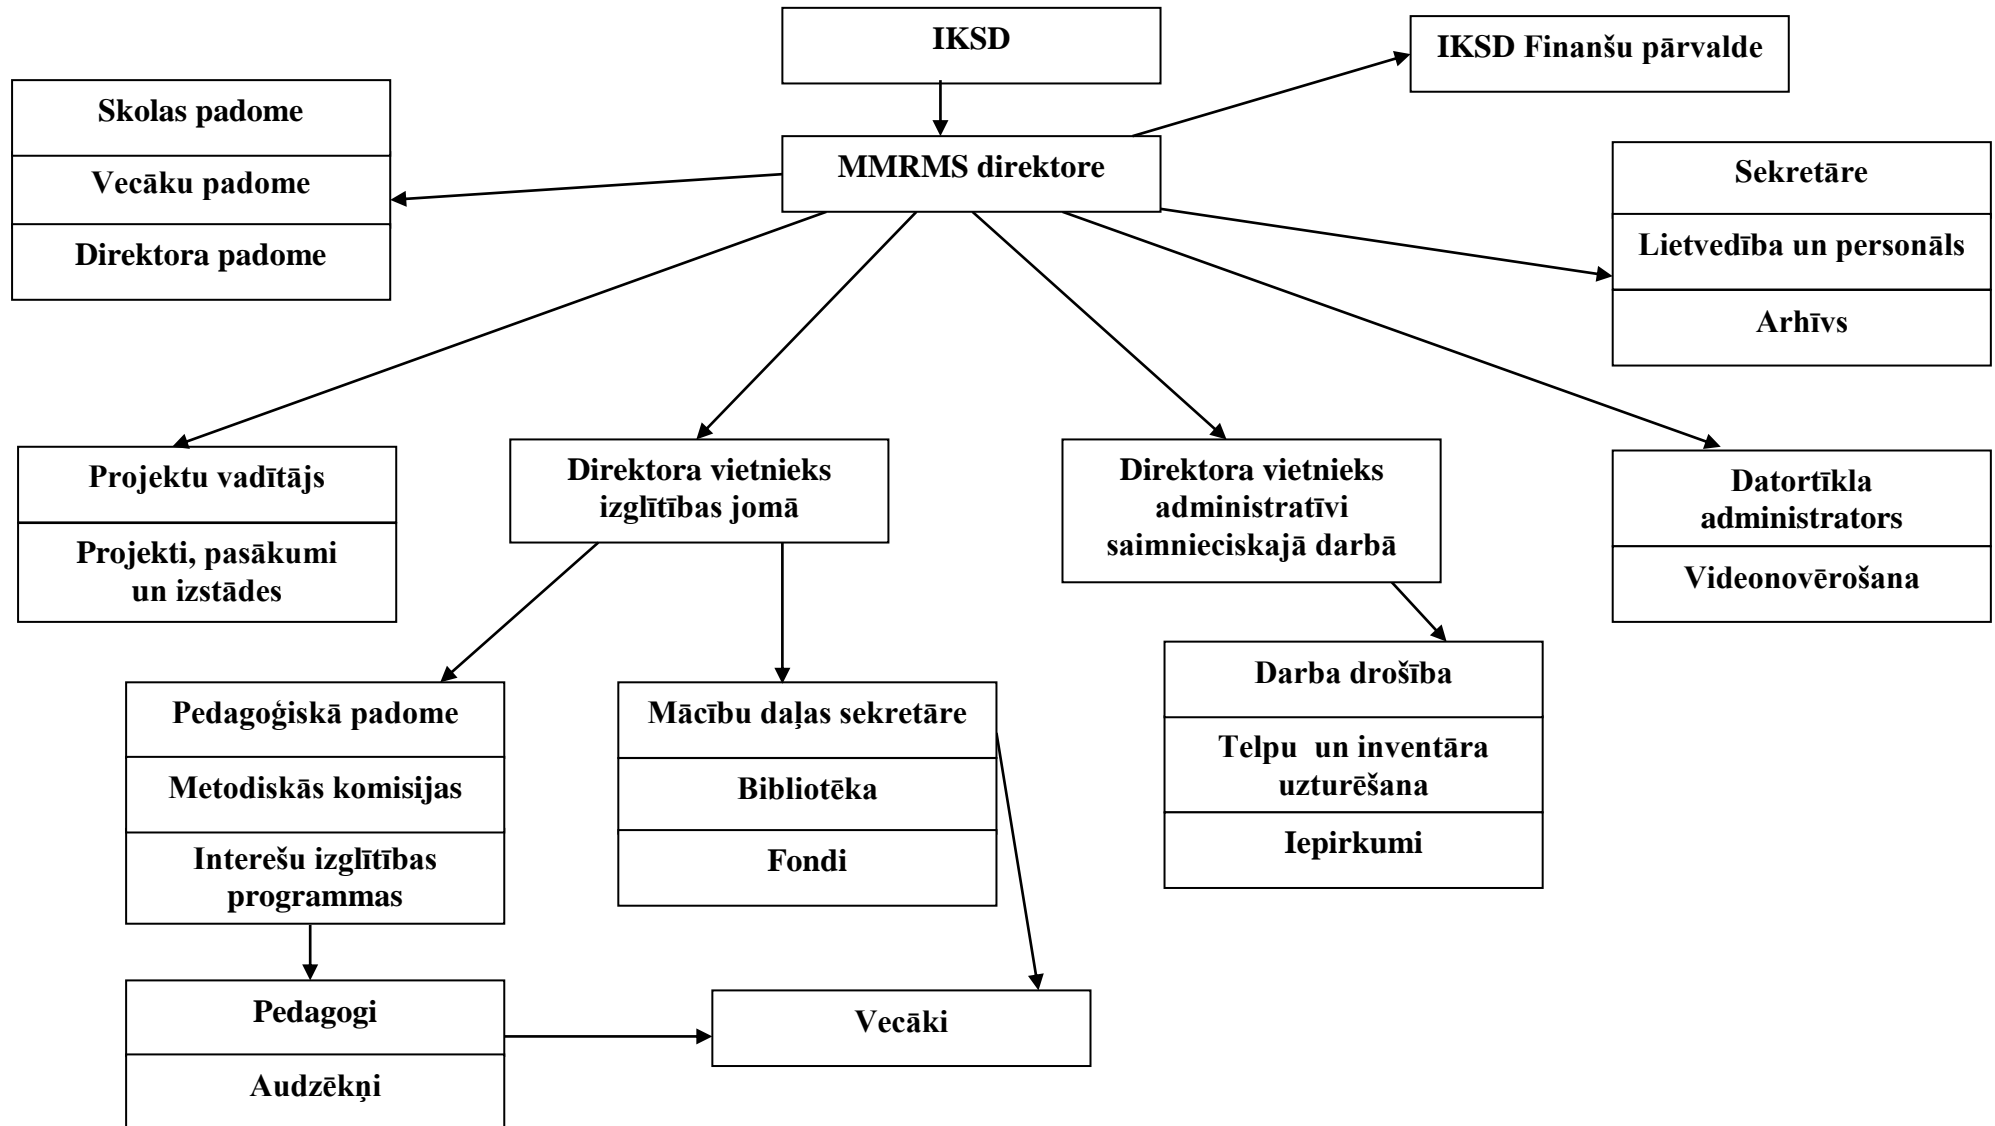 IKSD
IKSD Finanšu pārvalde
Skolas padome
Vecāku padome
Direktora padome
MMRMS direktore
Sekretāre
Lietvedība un personāls
Arhīvs
Projektu vadītājs
Projekti, pasākumi
un izstādes
Direktora vietnieks
izglītības jomā
Direktora vietnieks
administratīvi
saimnieciskajā darbā
Datortīkla
administrators
Videonovērošana
Pedagoģiskā padome
Metodiskās komisijas
Interešu izglītības
programmas
Mācību daļas sekretāre
Bibliotēka
Fondi
Darba drošība
Telpu un inventāra
uzturēšana
Iepirkumi
Pedagogi
Audzēkņi
Vecāki